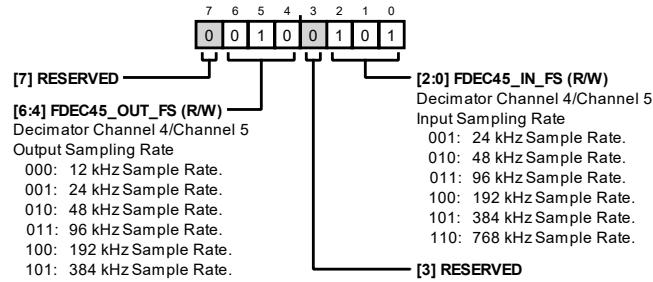 7 6 5 4 3 2 1 0
0 0 1 0 0 1 0 1
[7] RESERVED
[6:4] FDEC45_OUT_FS (R/W)
Decimator Channel 4/Channel 5
Output Sampling Rate
000: 12 kHz Sample Rate.
001: 24 kHz Sample Rate.
010: 48 kHz Sample Rate.
011: 96 kHz Sample Rate.
100: 192 kHz Sample Rate.
101: 384 kHz Sample Rate.
[2:0] FDEC45_IN_FS (R/W)
Decimator Channel 4/Channel 5
Input Sampling Rate
001: 24 kHz Sample Rate.
010: 48 kHz Sample Rate.
011: 96 kHz Sample Rate.
100: 192 kHz Sample Rate.
101: 384 kHz Sample Rate.
110: 768 kHz Sample Rate.
[3] RESERVED